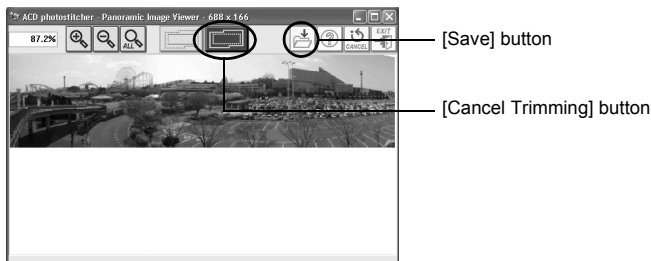 ACD photostitcher - Panoramic Image Viewer - 688 x 166
87.2%
ALL
CANCEL
EXIT
[Save] button
[Cancel Trimming] button